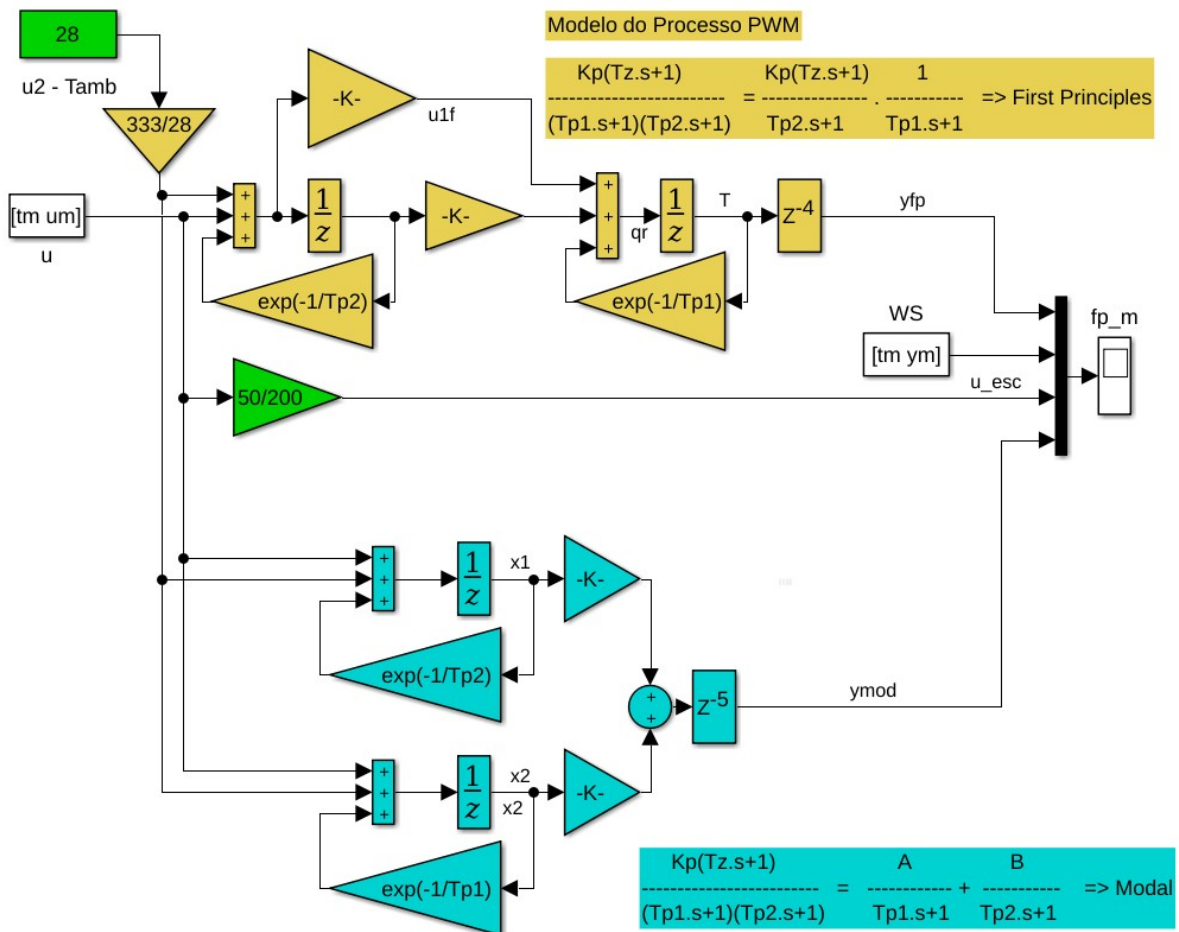 28
Modelo do Processo PWM
u2 - Tamb
Kp(Tz.s+1) Kp(Tz.s+1) 1
------------------------- = --------------- . ----------- => First Principles
(Tp1.s+1)(Tp2.s+1) Tp2.s+1 Tp1.s+1
-K-
u1f
333/28
[tm um]
u
+
+
+
1
z
-K-
exp(-1/Tp2)
+
+
+
qr
1
z
T
Z-4
yfp
exp(-1/Tp1)
WS
[tm ym]
fp_m
50/200
u_esc
+
+
+
1
z
x1
-K-
exp(-1/Tp2)
+
+
Z-5
ymod
+
+
+
1
z
x2
x2
-K-
exp(-1/Tp1)
Kp(Tz.s+1) A B
------------------------- = ------------ + ----------- => Modal
(Tp1.s+1)(Tp2.s+1) Tp1.s+1 Tp2.s+1